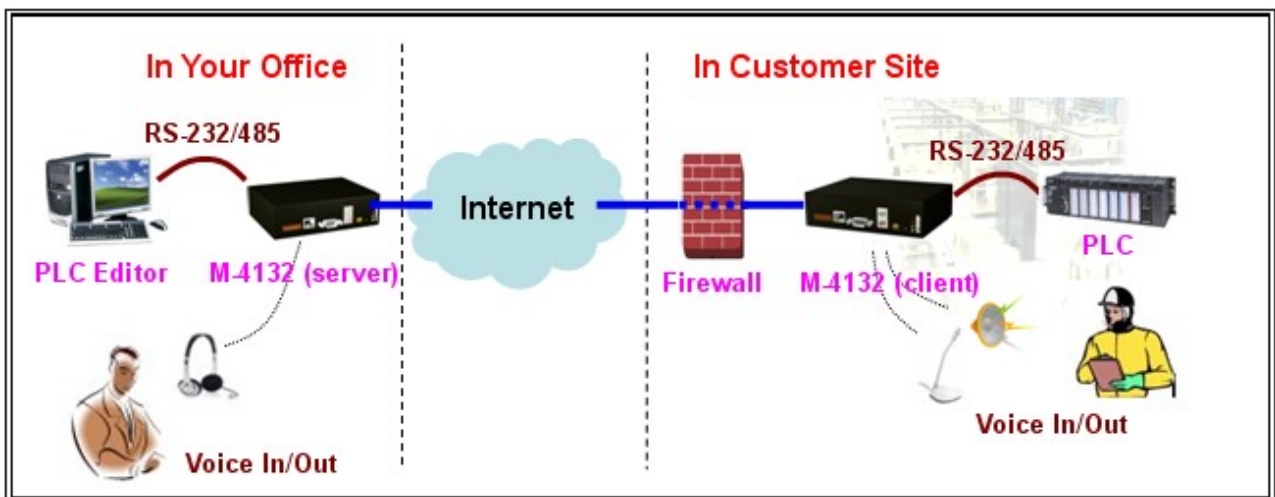 In Your Office
In Customer Site
RS-232/485
RS-232/485
Internet
PLC Editor
M-4132 (server)
Firewall
M-4132 (client)
PLC
Voice In/Out
Voice In/Out